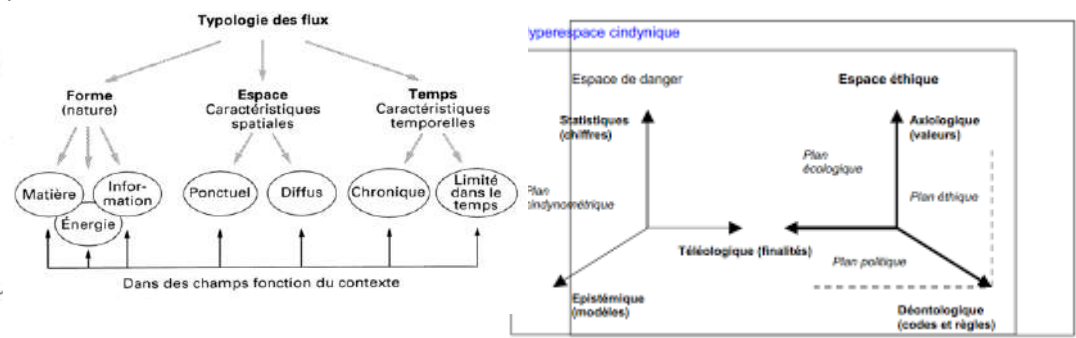 Typologie des flux
Forme
(nature)
Espace
Caractéristiques
spatiales
Temps
Caractéristiques
temporelles
Matière
Infor-
mation
Énergie
Ponctuel
Diffus
Chronique
Limité
dans le
temps
Dans des champs fonction du contexte
yperespace cindynique
Espace de danger
Espace éthique
Statistiques
(chiffres)
Axiologique
(valeurs)
Plan
écologique
Plan
cindynométrique
Plan éthique
Téléologique (finalités)
Plan politique
Epistémique
(modèles)
Déontologique
(codes et règles)